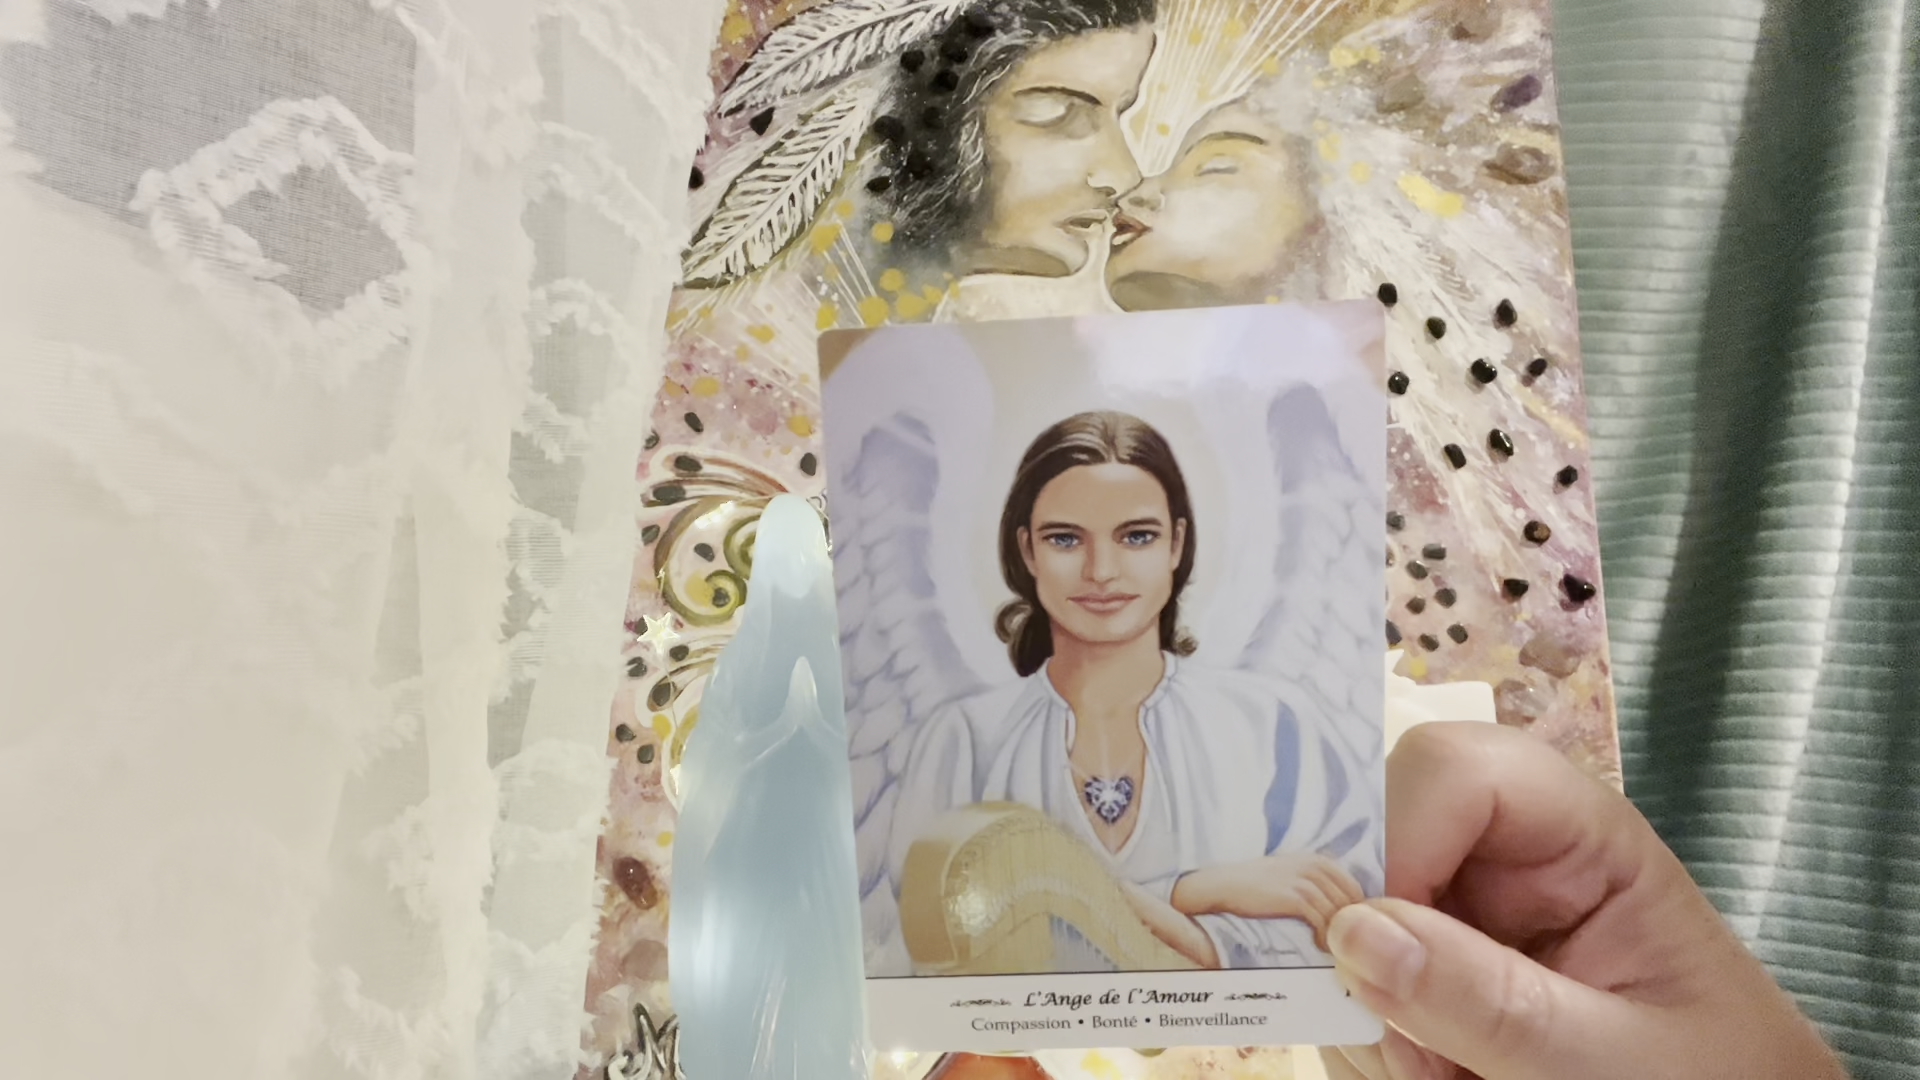 L'Ange de l'Amour
Compassion • Bonté • Bienveillance